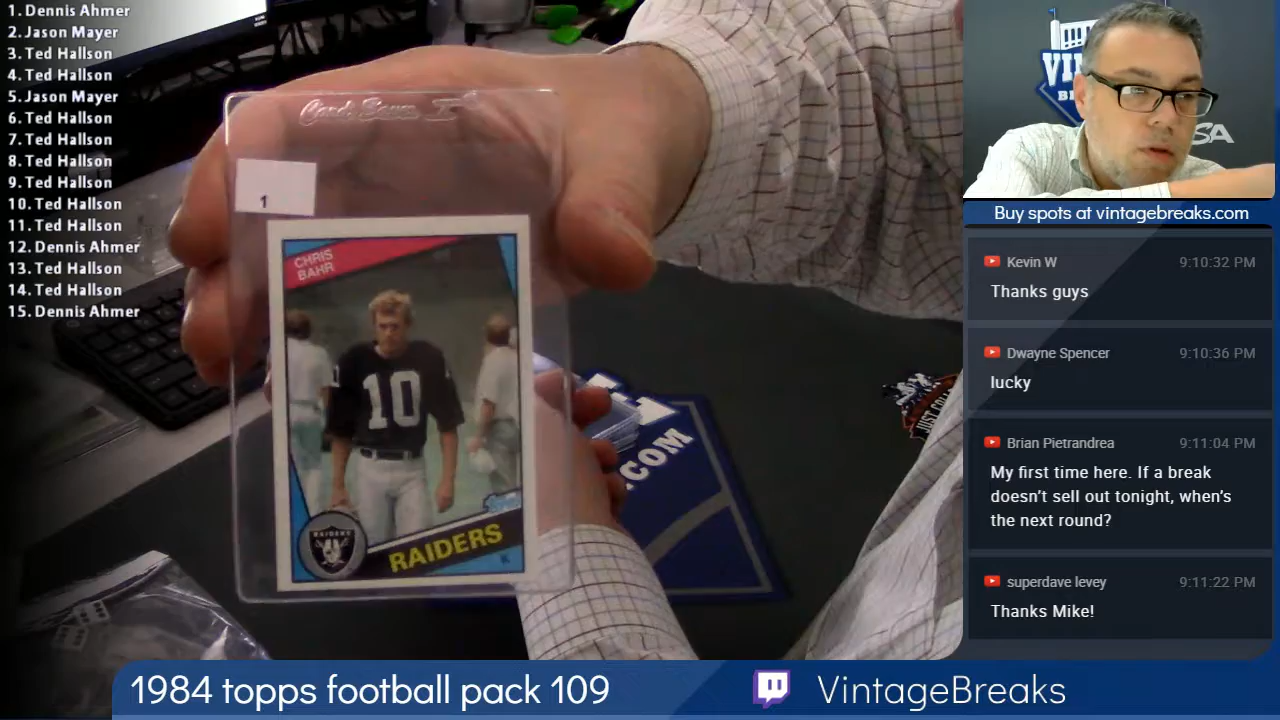 1. Dennis Ahmer
2. Jason Mayer
3. Ted Hallson
4. Ted Hallson
5. Jason Mayer
6. Ted Hallson
7. Ted Hallson
8. Ted Hallson
9. Ted Hallson
10. Ted Hallson
11. Ted Hallson
12. Dennis Ahmer
13. Ted Hallson
14. Ted Hallson
15. Dennis Ahmer
Card Saver I
1
CHRIS
BAHR
10
Topps
RAIDERS
RAIDERS
K
.COM
JUST
SA
Buy spots at vintagebreaks.com
Kevin W 9:10:32 PM
Thanks guys
Dwayne Spencer 9:10:36 PM
lucky
Brian Pietrandrea 9:11:04 PM
My first time here. If a break
doesn't sell out tonight, when's
the next round?
superdave levey 9:11:22 PM
Thanks Mike!
1984 topps football pack 109
VintageBreaks